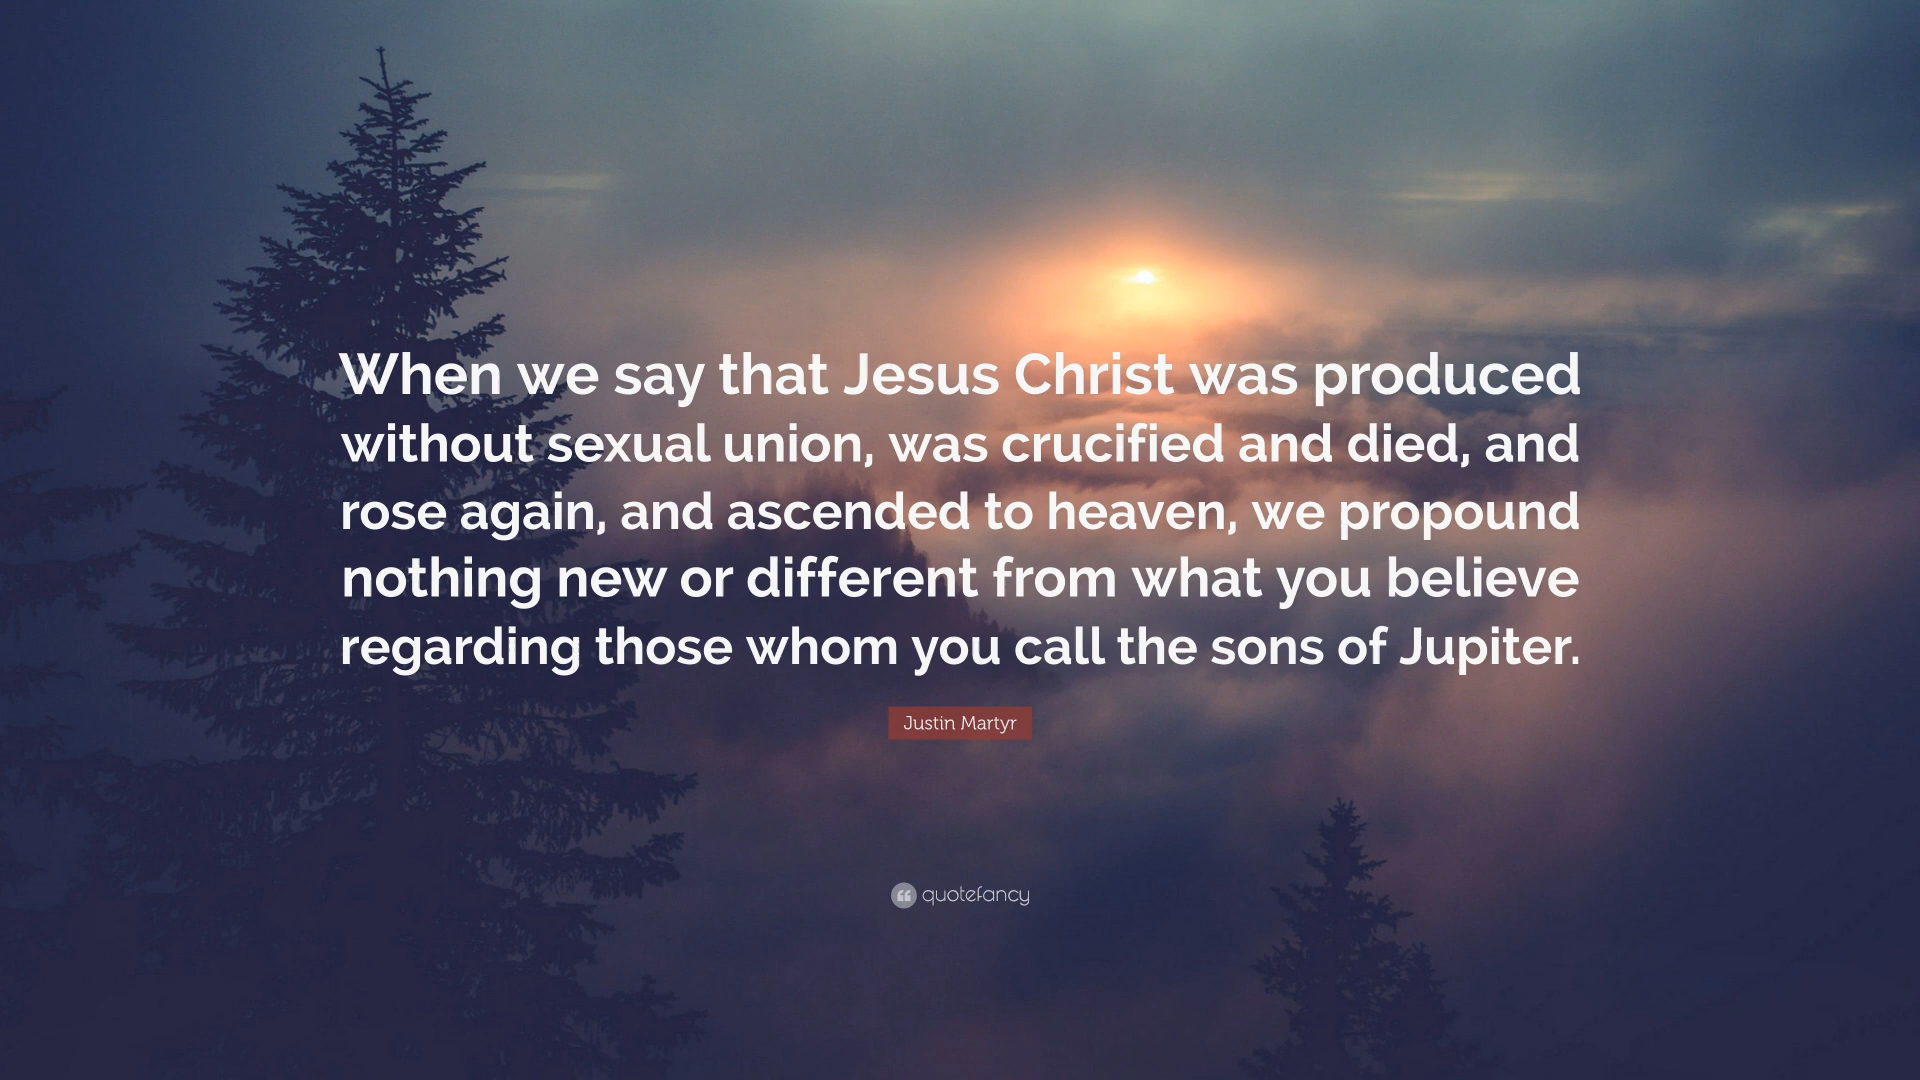 When we say that Jesus Christ was produced
without sexual union, was crucified and died, and
rose again, and ascended to heaven, we propound
nothing new or different from what you believe
regarding those whom you call the sons of Jupiter.
Justin Martyr
quotefancy